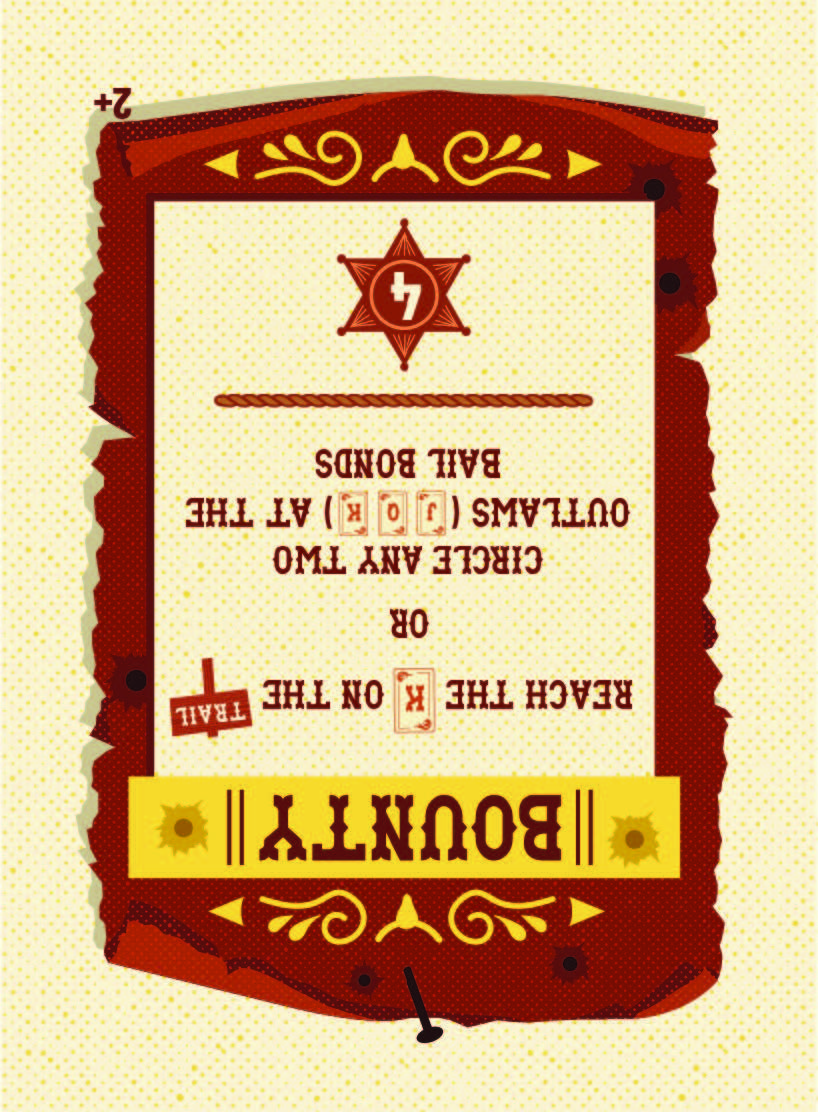 BOUNTY
REACH THE K ON THE TRAIL
OR
CIRCLE ANY TWO
OUTLAWS (J Q K) AT THE
BAIL BONDS
4
2+